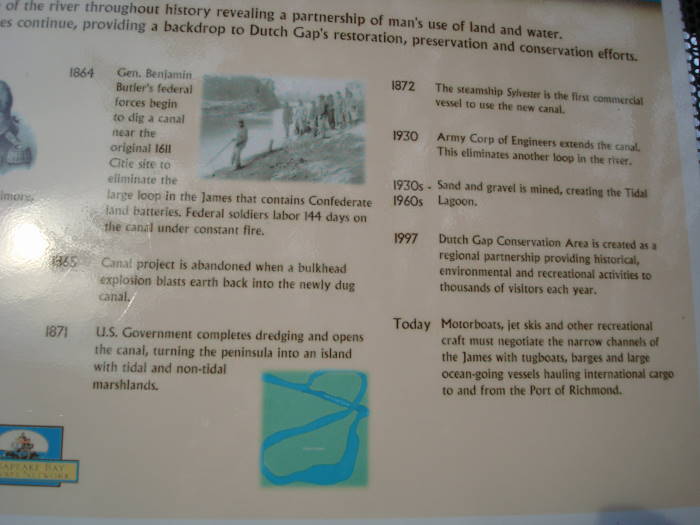 of the river throughout history revealing a partnership of man's use of land and water.
es continue, providing a backdrop to Dutch Gap's restoration, preservation and conservation efforts.
1864 Gen. Benjamin
Butler's federal
forces begin
to dig a canal
near the
original 1611
Citie site to
eliminate the
large loop in the James that contains Confederate
land batteries. Federal soldiers labor 144 days on
the canal under constant fire.
1865 Canal project is abandoned when a bulkhead
explosion blasts earth back into the newly dug
canal.
1871 U.S. Government completes dredging and opens
the canal, turning the peninsula into an island
with tidal and non-tidal
marshlands.
1872 The steamship Sylvester is the first commercial
vessel to use the new canal.
1930 Army Corp of Engineers extends the canal.
This eliminates another loop in the river.
1930s - Sand and gravel is mined, creating the Tidal
1960s Lagoon.
1997 Dutch Gap Conservation Area is created as a
regional partnership providing historical,
environmental and recreational activities to
thousands of visitors each year.
Today Motorboats, jet skis and other recreational
craft must negotiate the narrow channels of
the James with tugboats, barges and large
ocean-going vessels hauling international cargo
to and from the Port of Richmond.
imore,
SAPEAKE BAY